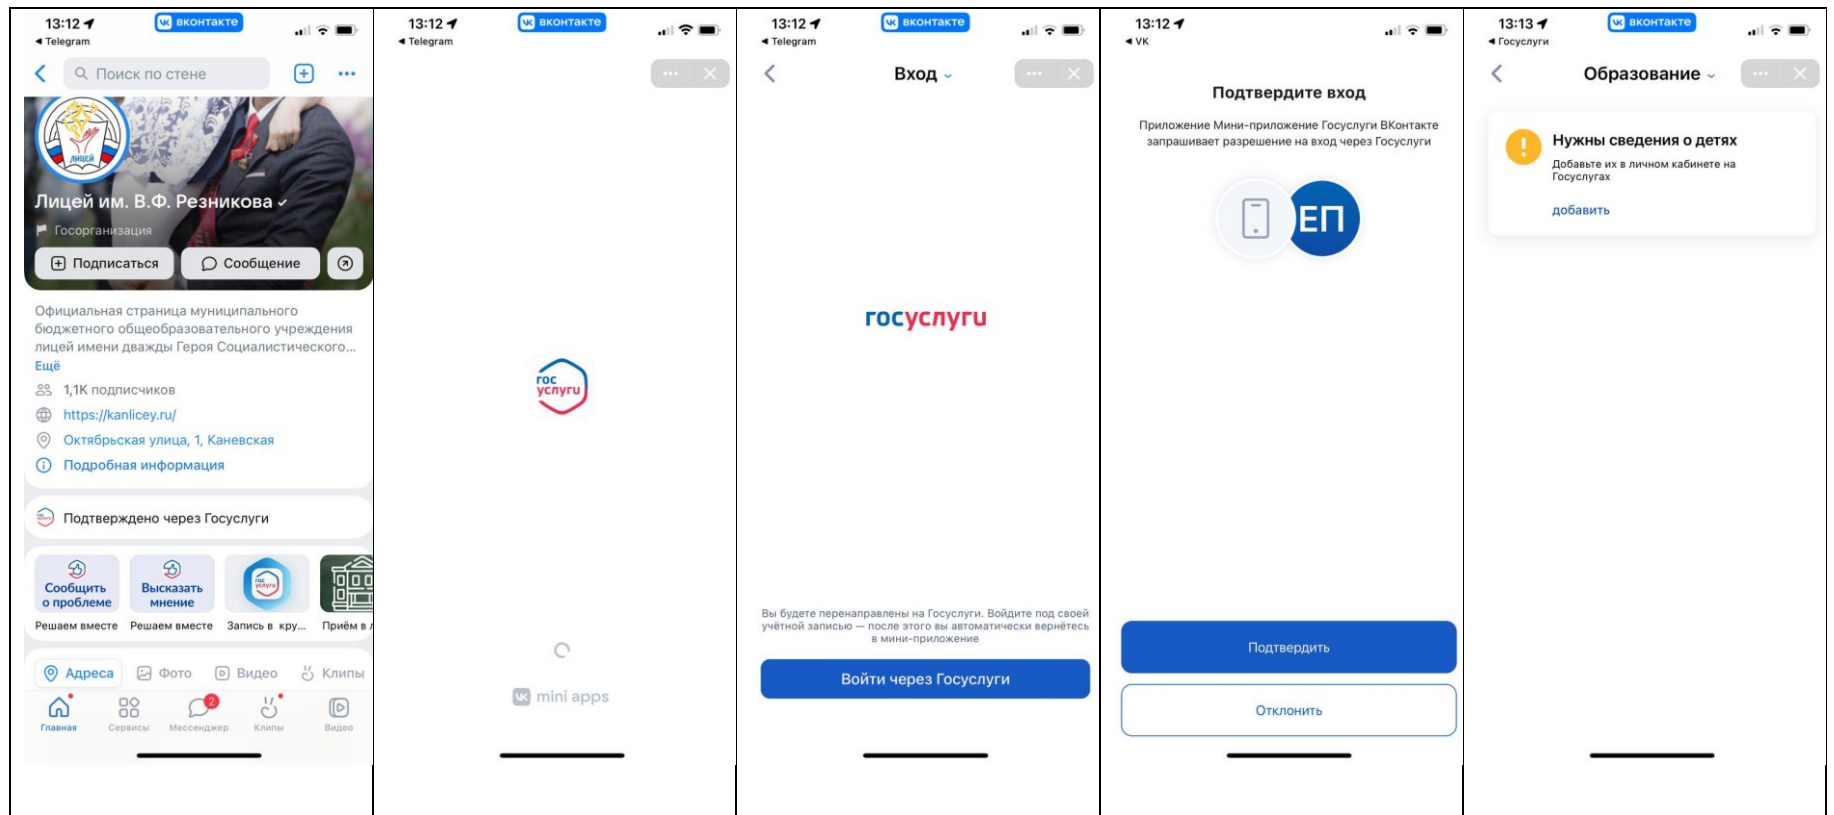 13:12
вконтакте
Telegram
Поиск по стене
ЛИЦЕЙ
Лицей им. В.Ф. Резникова
Госорганизация
Подписаться
Сообщение
Официальная страница муниципального
бюджетного общеобразовательного учреждения
лицей имени дважды Героя Социалистического...
Ещё
1,1K подписчиков
https://kanlicey.ru/
Октябрьская улица, 1, Каневская
Подробная информация
Подтверждено через Госуслуги
Сообщить
о проблеме
Высказать
мнение
гос
услуги
Решаем вместе
Решаем вместе
Запись в кру...
Приём в л
Адреса
Фото
Видео
Клипы
2
Главная
Сервисы
Мессенджер
Клипы
Видео
13:12
вконтакте
Telegram
гос
услуги
mini apps
13:12
вконтакте
Telegram
Вход
госуслуги
Вы будете перенаправлены на Госуслуги. Войдите под своей
учётной записью — после этого вы автоматически вернётесь
в мини-приложение
Войти через Госуслуги
13:12
VK
Подтвердите вход
Приложение Мини-приложение Госуслуги ВКонтакте
запрашивает разрешение на вход через Госуслуги
ЕП
Подтвердить
Отклонить
13:13
вконтакте
Госуслуги
Образование
Нужны сведения о детях
Добавьте их в личном кабинете на
Госуслугах
добавить